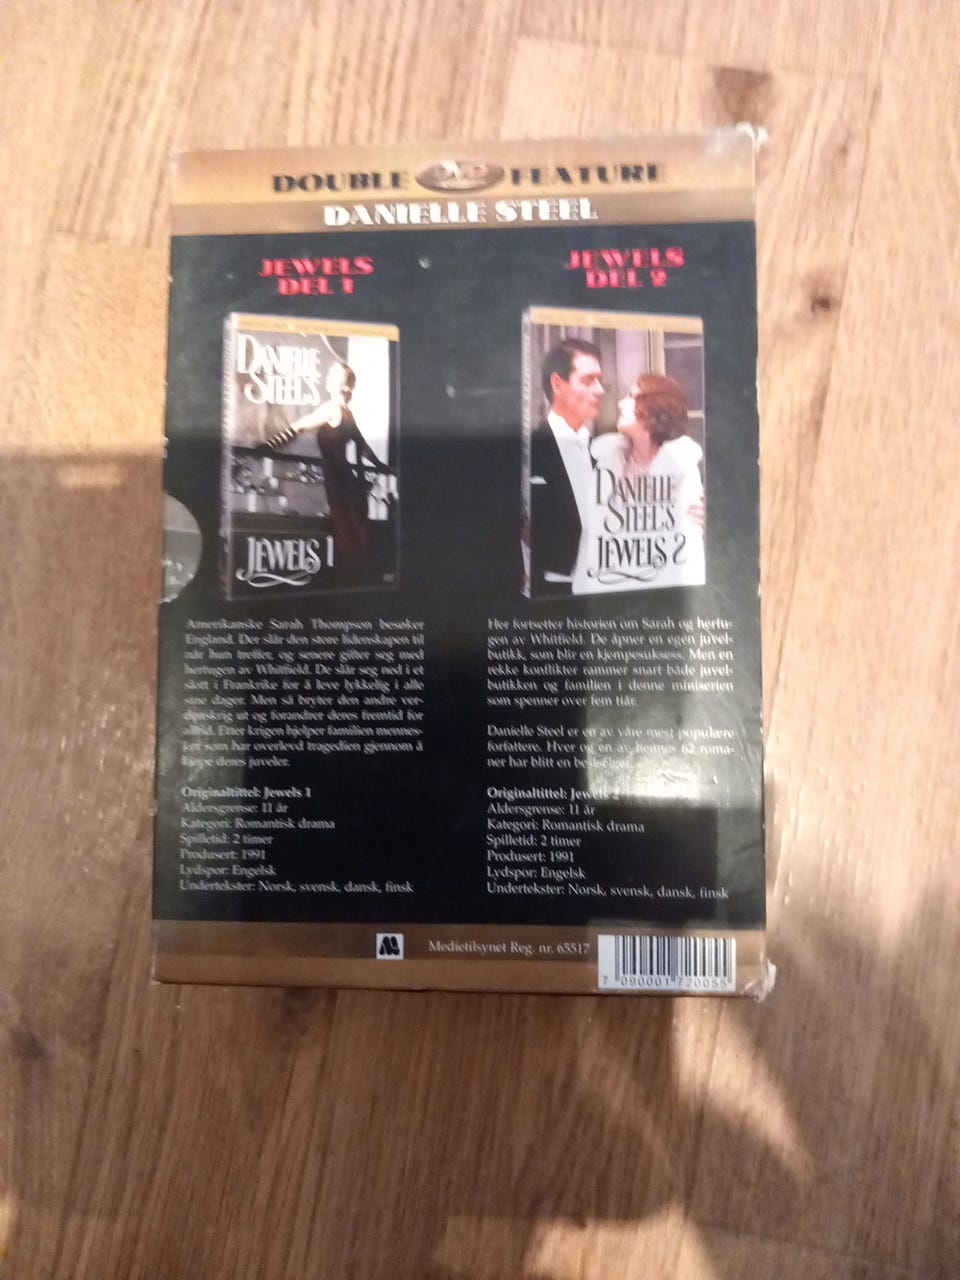 DOUBLE DVD FEATURE
DANIELLE STEEL
JEWELS
DEL 1
DANIELLE
STEEL'S
JEWELS 1
Amerikanske Sarah Thompson besøker
England. Der slår den store lidenskapen til
når hun treffer, og senere gifter seg med
hertugen av Whitfield. De slår seg ned i et
slott i Frankrike for å leve lykkelig i alle
sine dager. Men så bryter den andre ver-
denskrig ut og forandrer deres fremtid for
alltid. Etter krigen hjelper familien mennes-
ker som har overlevd tragedien gjennom å
kjøpe deres juveler.
Originaltittel: Jewels 1
Aldersgrense: 11 år
Kategori: Romantisk drama
Spilletid: 2 timer
Produsert: 1991
Lydspor: Engelsk
Undertekster: Norsk, svensk, dansk, finsk
JEWELS
DEL 2
DANIELLE
STEEL'S
JEWELS 2
Her fortsetter historien om Sarah og hertu-
gen av Whitfield. De åpner en egen juvel-
butikk, som blir en kjempesuksess. Men en
rekke konflikter rammer snart både juvel-
butikken og familien i denne miniserien
som spenner over fem tiår.
Danielle Steel er en av våre mest populære
forfattere. Hver og en av hennes 62 roma-
ner har blitt en bestselger.
Originaltittel: Jewels 2
Aldersgrense: 11 år
Kategori: Romantisk drama
Spilletid: 2 timer
Produsert: 1991
Lydspor: Engelsk
Undertekster: Norsk, svensk, dansk, finsk
Medietilsynet Reg. nr. 65517
7 090001 720055